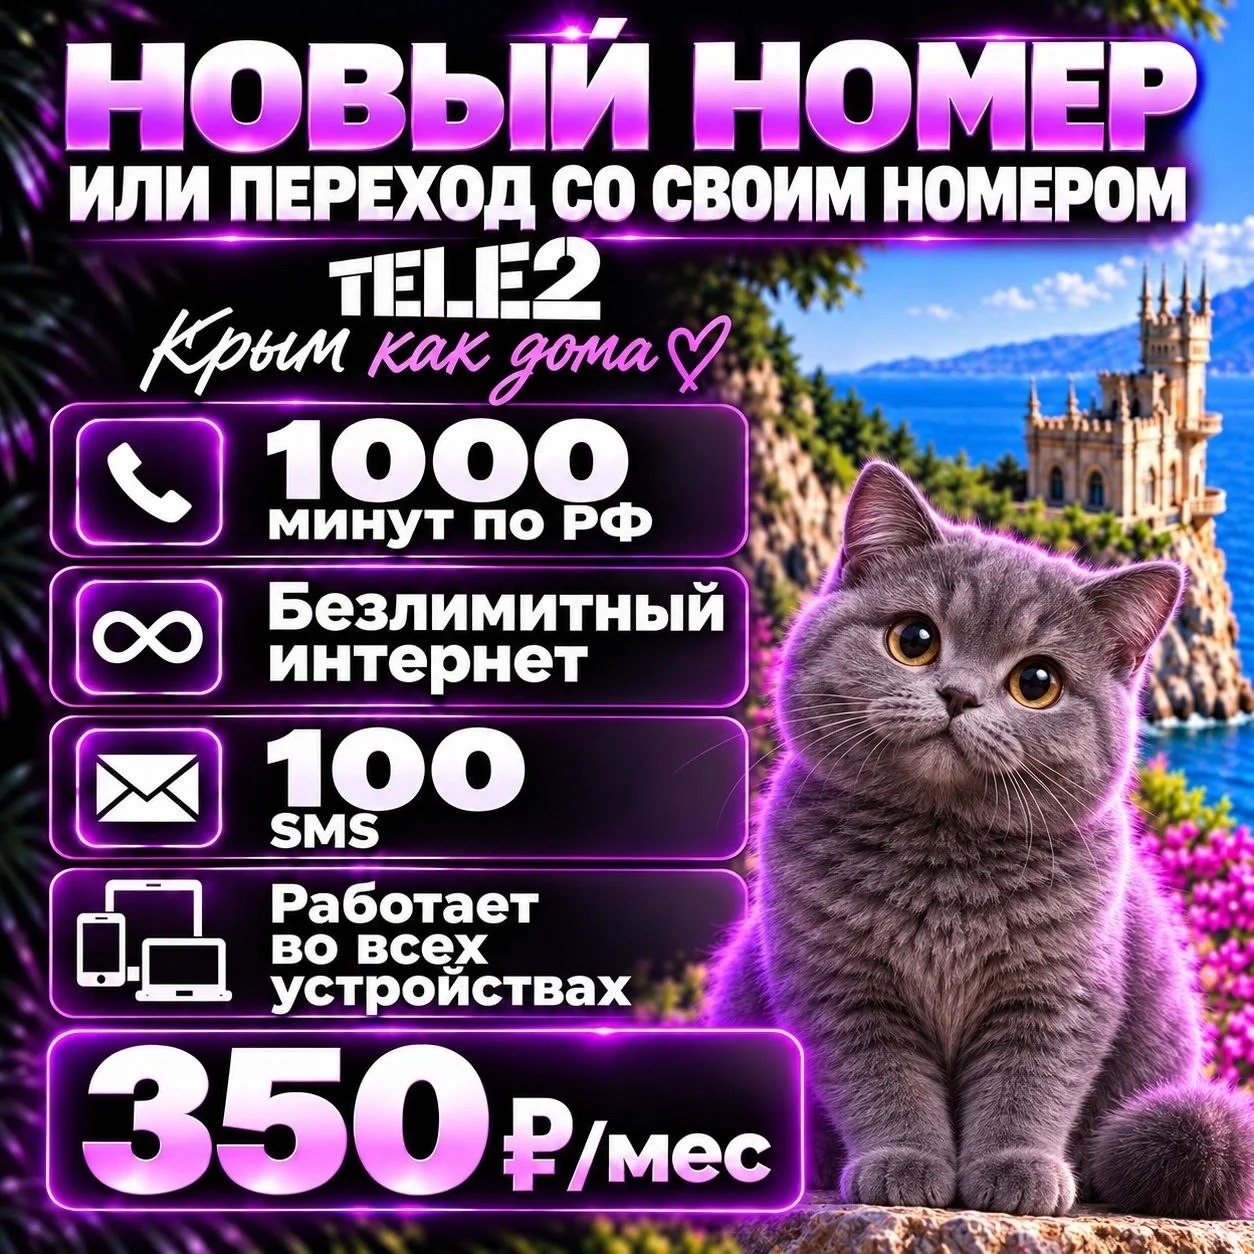 НОВЫЙ НОМЕР
ИЛИ ПЕРЕХОД СО СВОИМ НОМЕРОМ
TELE2
Крым как дома
1000
минут по РФ
Безлимитный
интернет
100
SMS
Работает
во всех
устройствах
350₽/мес